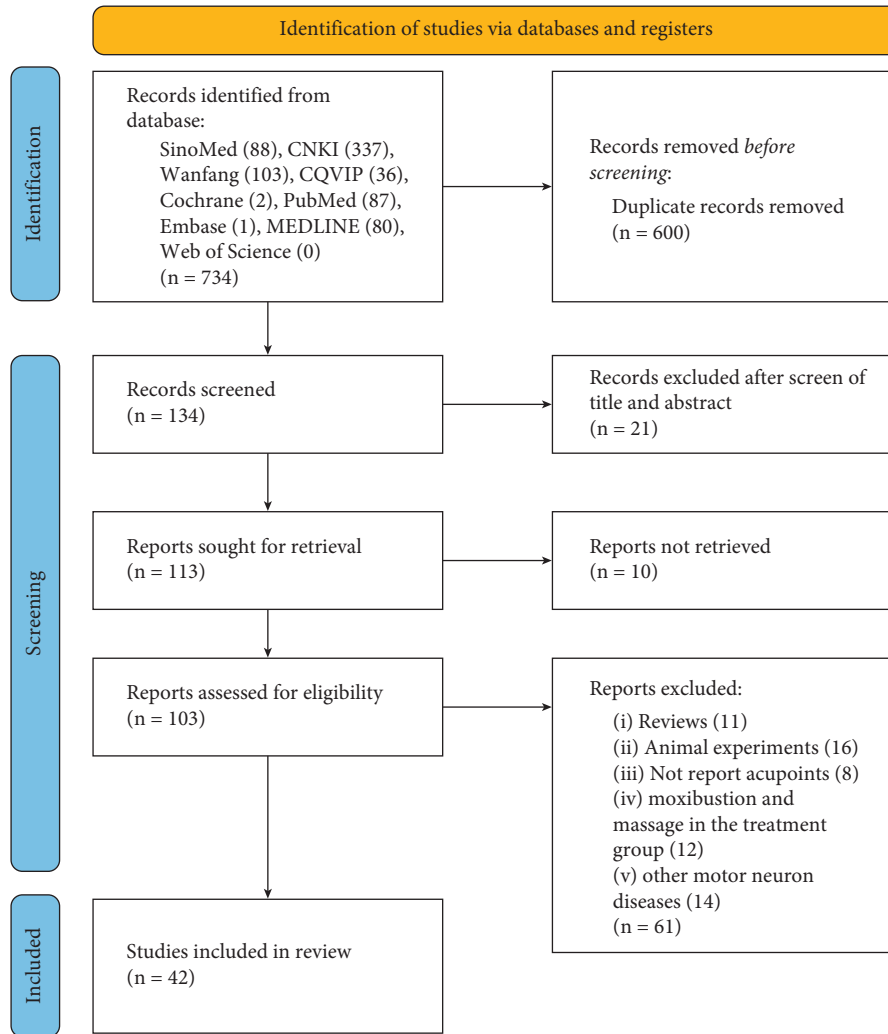 Identification of studies via databases and registers
Identification
Records identified from
database:
SinoMed (88), CNKI (337),
Wanfang (103), CQVIP (36),
Cochrane (2), PubMed (87),
Embase (1), MEDLINE (80),
Web of Science (0)
(n = 734)
Records removed before
screening:
Duplicate records removed
(n = 600)
Screening
Records screened
(n = 134)
Records excluded after screen of
title and abstract
(n = 21)
Reports sought for retrieval
(n = 113)
Reports not retrieved
(n = 10)
Reports assessed for eligibility
(n = 103)
Reports excluded:
(i) Reviews (11)
(ii) Animal experiments (16)
(iii) Not report acupoints (8)
(iv) moxibustion and
massage in the treatment
group (12)
(v) other motor neuron
diseases (14)
(n = 61)
Included
Studies included in review
(n = 42)